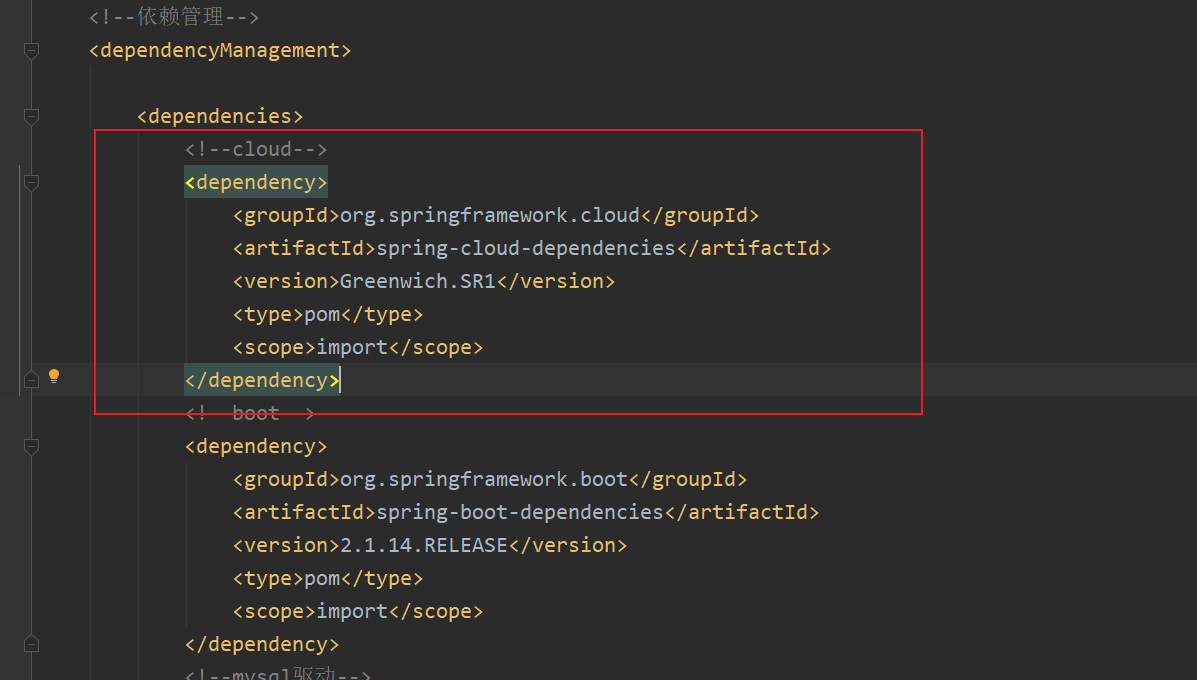 <!--依赖管理-->
<dependencyManagement>
<dependencies>
<!--cloud-->
<dependency>
<groupId>org.springframework.cloud</groupId>
<artifactId>spring-cloud-dependencies</artifactId>
<version>Greenwich.SR1</version>
<type>pom</type>
<scope>import</scope>
</dependency>
<!--boot-->
<dependency>
<groupId>org.springframework.boot</groupId>
<artifactId>spring-boot-dependencies</artifactId>
<version>2.1.14.RELEASE</version>
<type>pom</type>
<scope>import</scope>
</dependency>
<!--mysql驱动-->